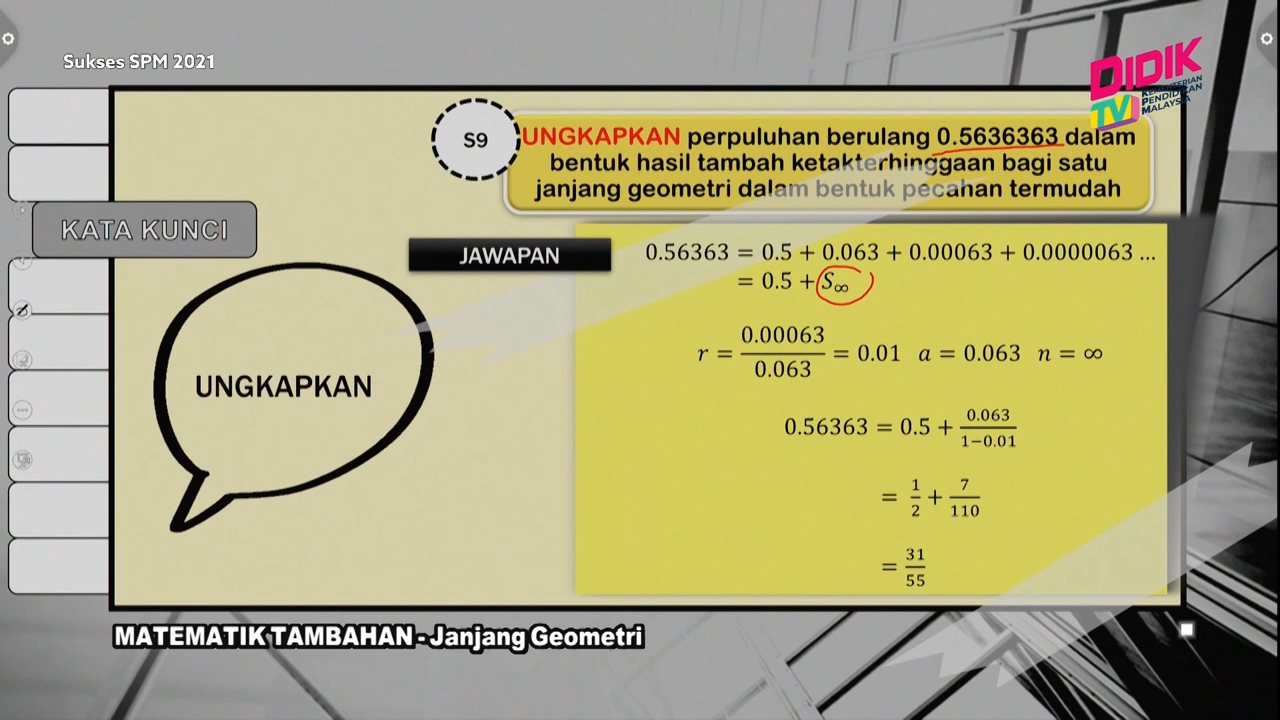 Sukses SPM 2021
DIDIK
TV
KEMENTERIAN
PENDIDIKAN
MALAYSIA
S9
UNGKAPKAN perpuluhan berulang 0.5636363 dalam
bentuk hasil tambah ketakterhinggaan bagi satu
janjang geometri dalam bentuk pecahan termudah
KATA KUNCI
UNGKAPKAN
JAWAPAN
0.56363 = 0.5 + 0.063 + 0.00063 + 0.0000063 ...
= 0.5 + S∞
r = 0.00063/0.063 = 0.01 a = 0.063 n = ∞
0.56363 = 0.5 + 0.063/1−0.01
= 1/2 + 7/110
= 31/55
MATEMATIK TAMBAHAN - Janjang Geometri